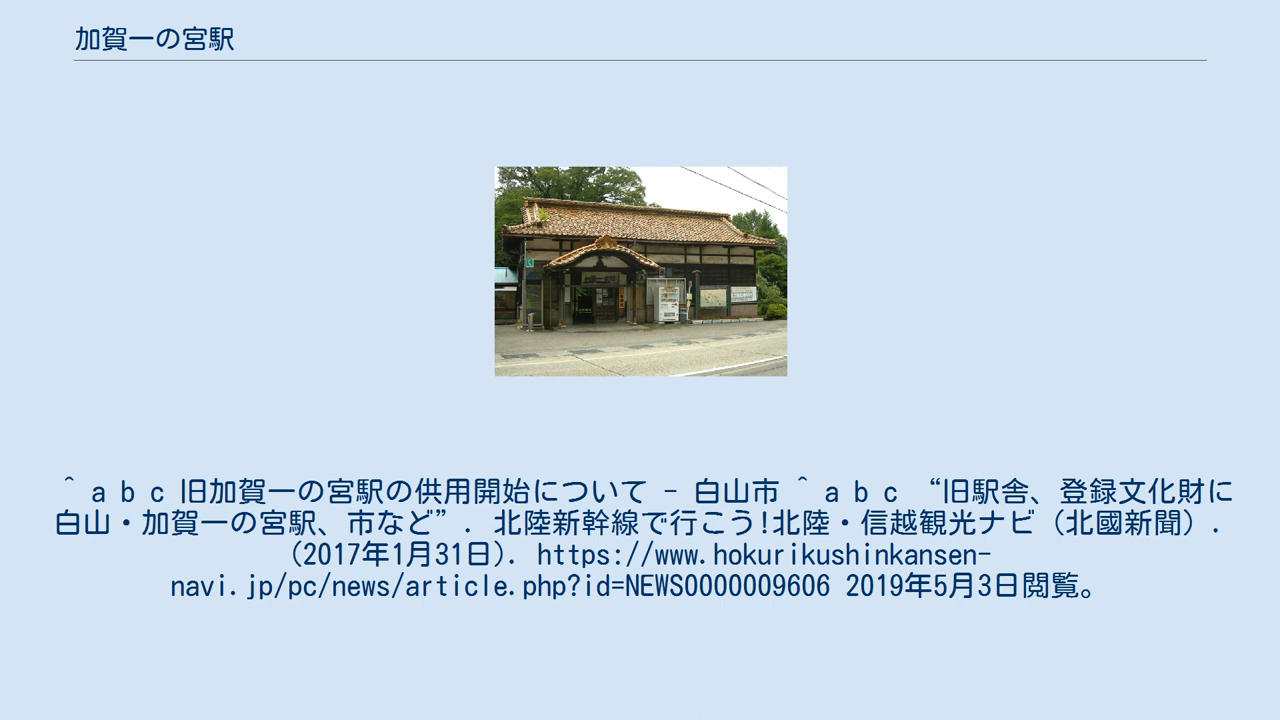 加賀一の宮駅
^ a b c 旧加賀一の宮駅の供用開始について - 白山市 ^ a b c “旧駅舎、登録文化財に
白山・加賀一の宮駅、市など”. 北陸新幹線で行こう!北陸・信越観光ナビ（北國新聞）.
(2017年1月31日). https://www.hokurikushinkansen-
navi.jp/pc/news/article.php?id=NEWS0000009606 2019年5月3日閲覧。